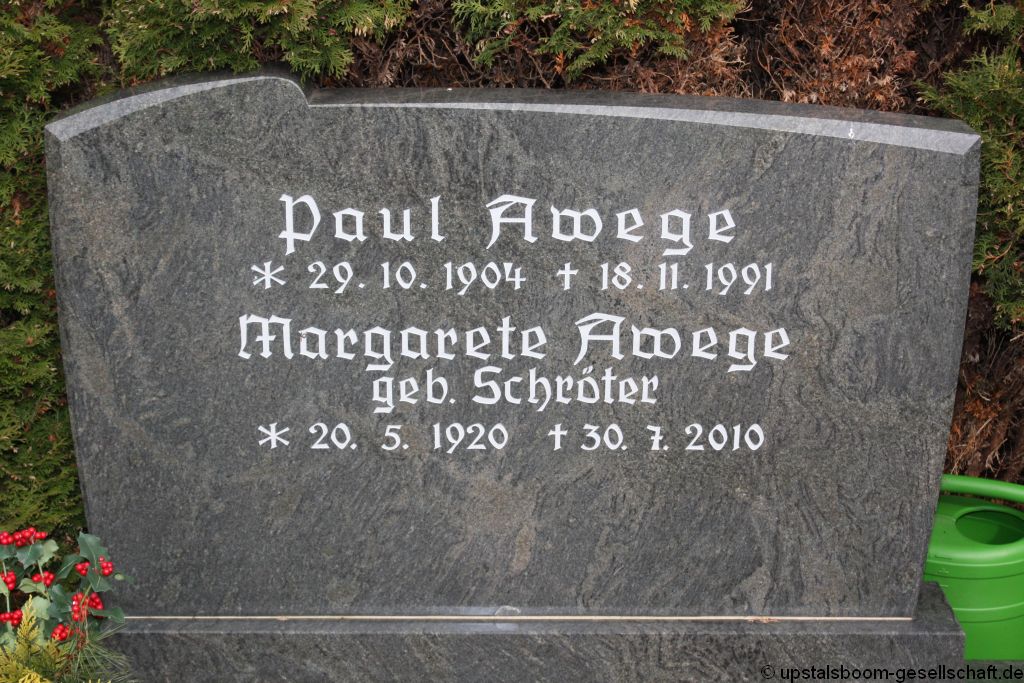 Paul Awege
* 29. 10. 1904 † 18. 11. 1991
Margarete Awege
geb. Schröter
* 20. 5. 1920 † 30. 7. 2010
© upstalsboom-gesellschaft.de